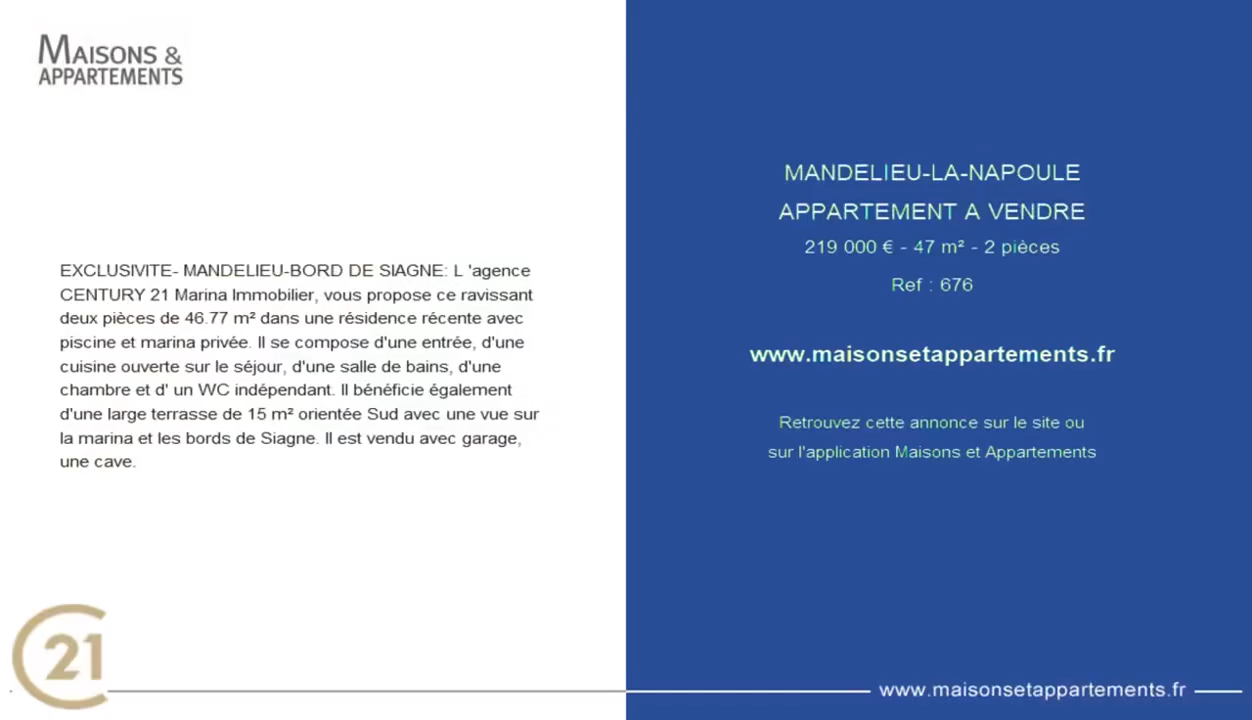 MAISONS &
APPARTEMENTS
EXCLUSIVITE- MANDELIEU-BORD DE SIAGNE: L 'agence
CENTURY 21 Marina Immobilier, vous propose ce ravissant
deux pièces de 46.77 m² dans une résidence récente avec
piscine et marina privée. Il se compose d'une entrée, d'une
cuisine ouverte sur le séjour, d'une salle de bains, d'une
chambre et d' un WC indépendant. Il bénéficie également
d'une large terrasse de 15 m² orientée Sud avec une vue sur
la marina et les bords de Siagne. Il est vendu avec garage,
une cave.
C21
MANDELIEU-LA-NAPOULE
APPARTEMENT A VENDRE
219 000 € - 47 m² - 2 pièces
Ref : 676
www.maisonsetappartements.fr
Retrouvez cette annonce sur le site ou
sur l'application Maisons et Appartements
www.maisonsetappartements.fr